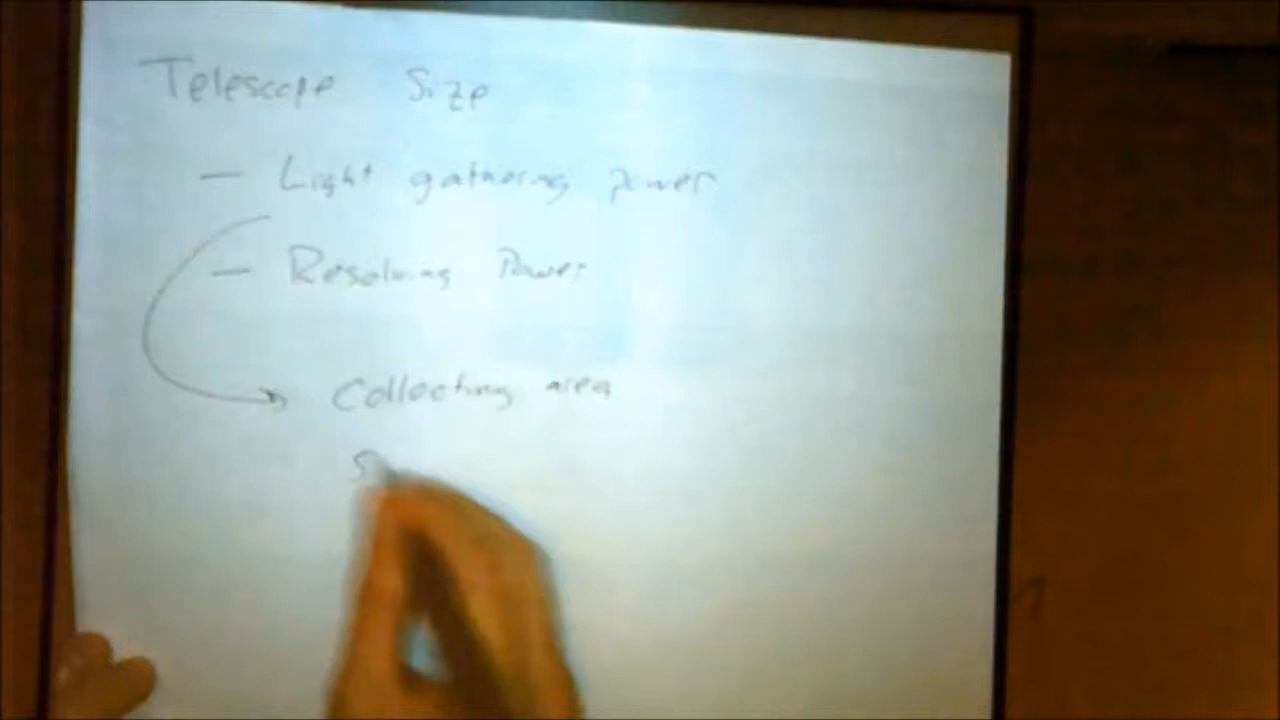 Telescope Size
— Light gathering power
— Resolving Power
Collecting area
S